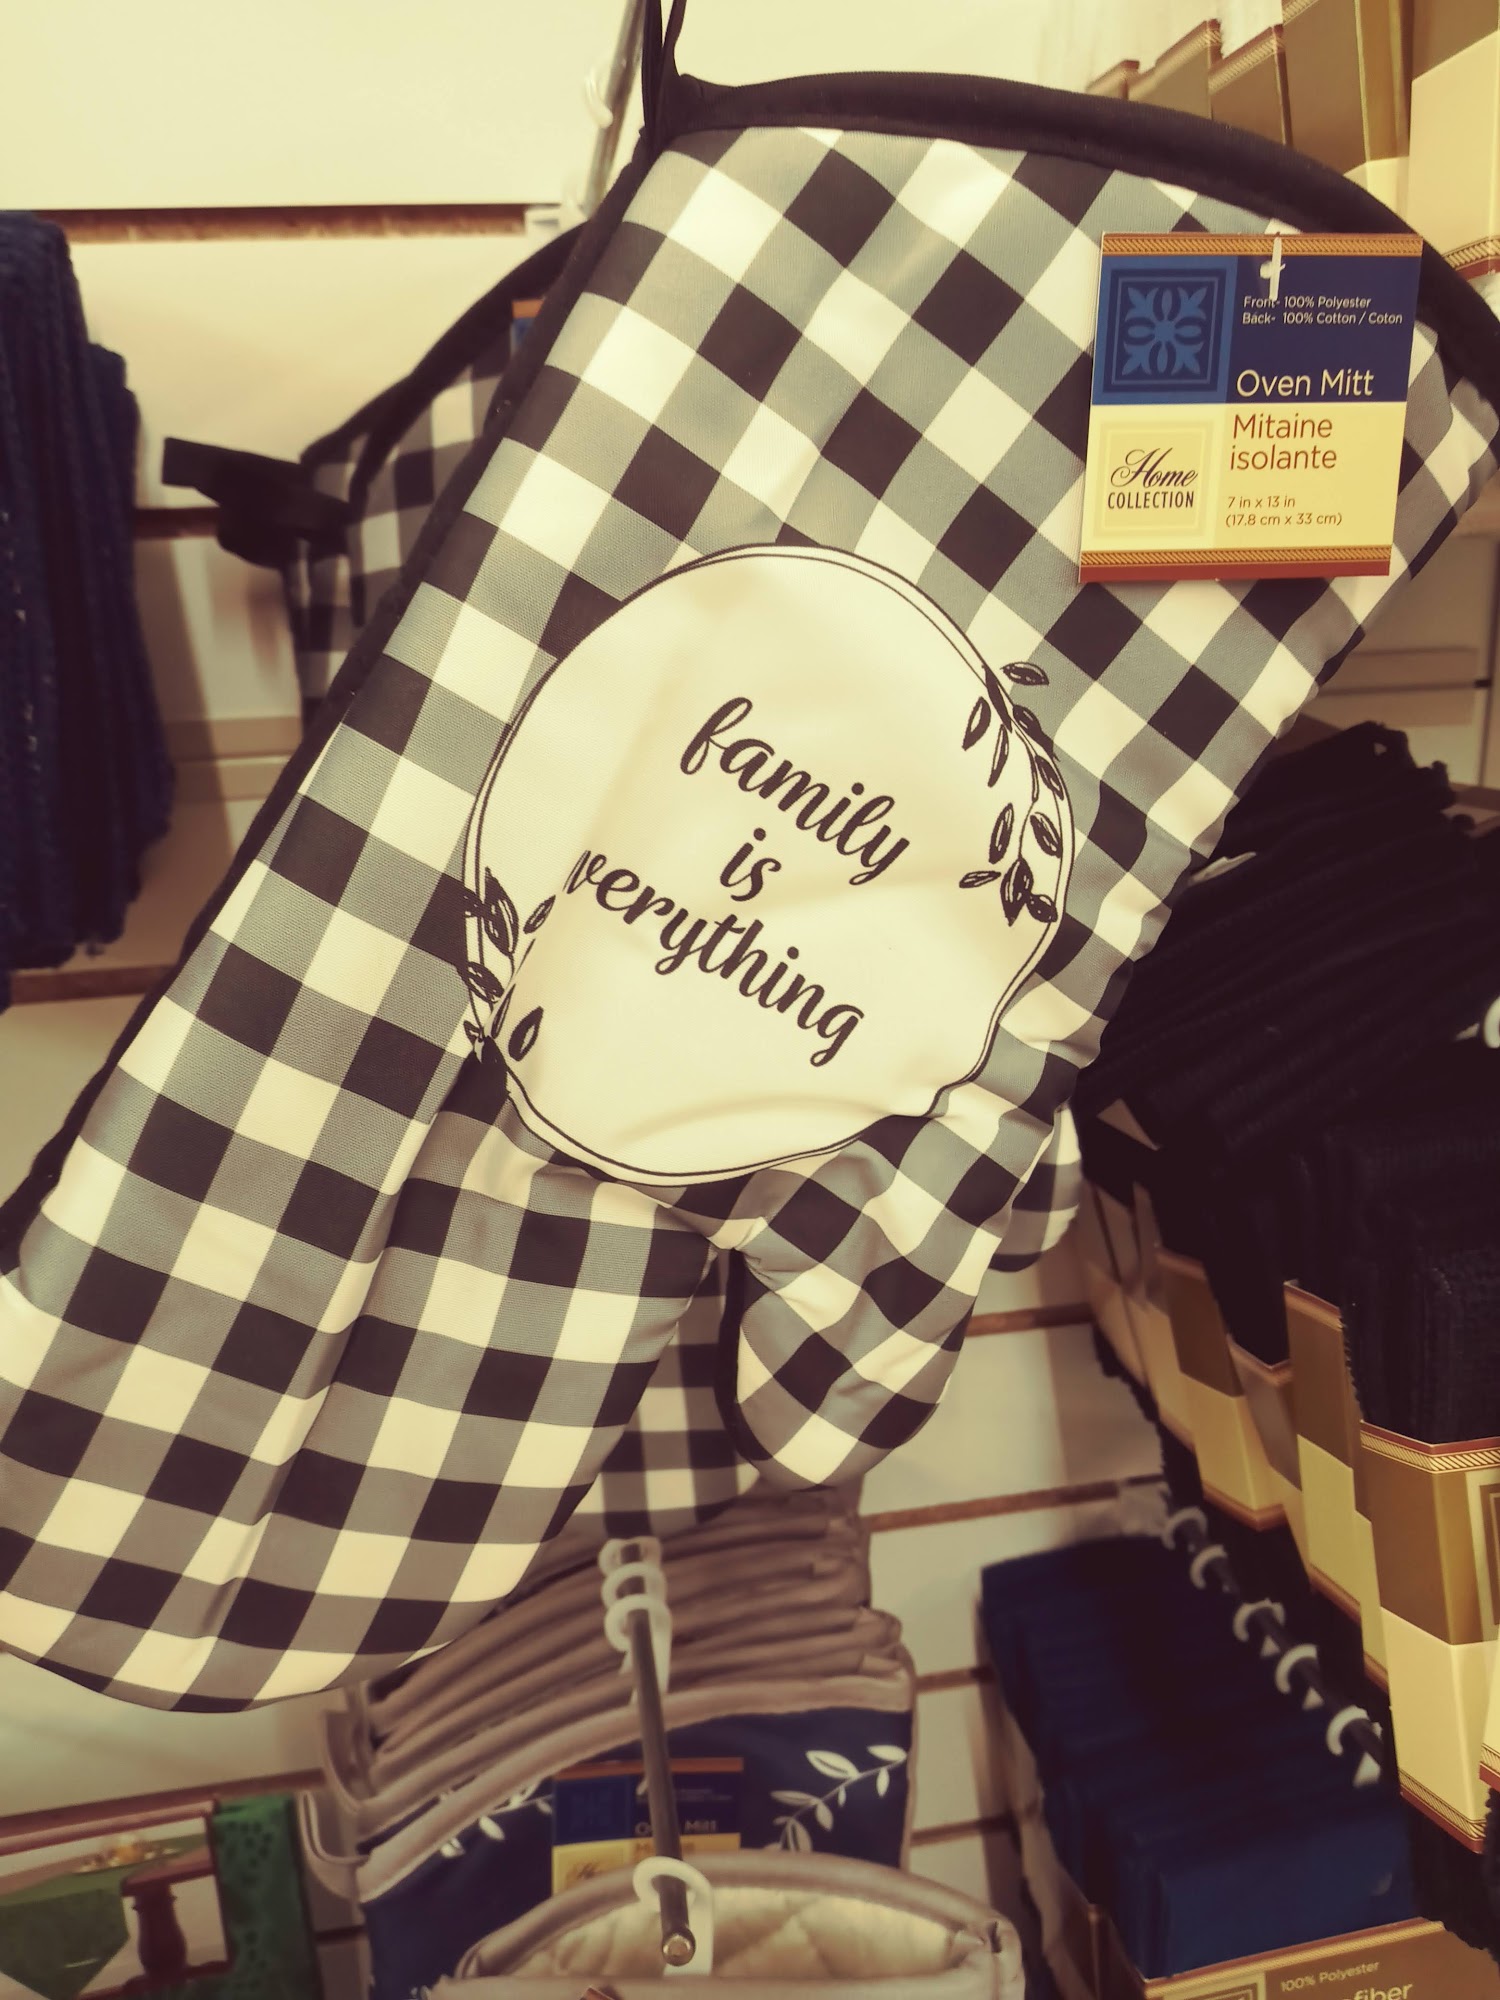 Front- 100% Polyester
Back- 100% Cotton / Coton
Oven Mitt
Mitaine
isolante
Home
COLLECTION
7 in x 13 in
(17.8 cm x 33 cm)
family
is
verything
Mitt
100% Polyester